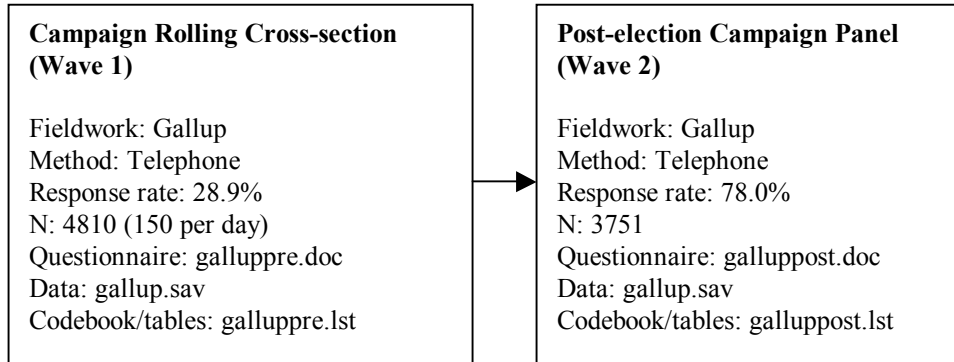 Campaign Rolling Cross-section
(Wave 1)
Fieldwork: Gallup
Method: Telephone
Response rate: 28.9%
N: 4810 (150 per day)
Questionnaire: galluppre.doc
Data: gallup.sav
Codebook/tables: galluppre.lst
Post-election Campaign Panel
(Wave 2)
Fieldwork: Gallup
Method: Telephone
Response rate: 78.0%
N: 3751
Questionnaire: galluppost.doc
Data: gallup.sav
Codebook/tables: galluppost.lst